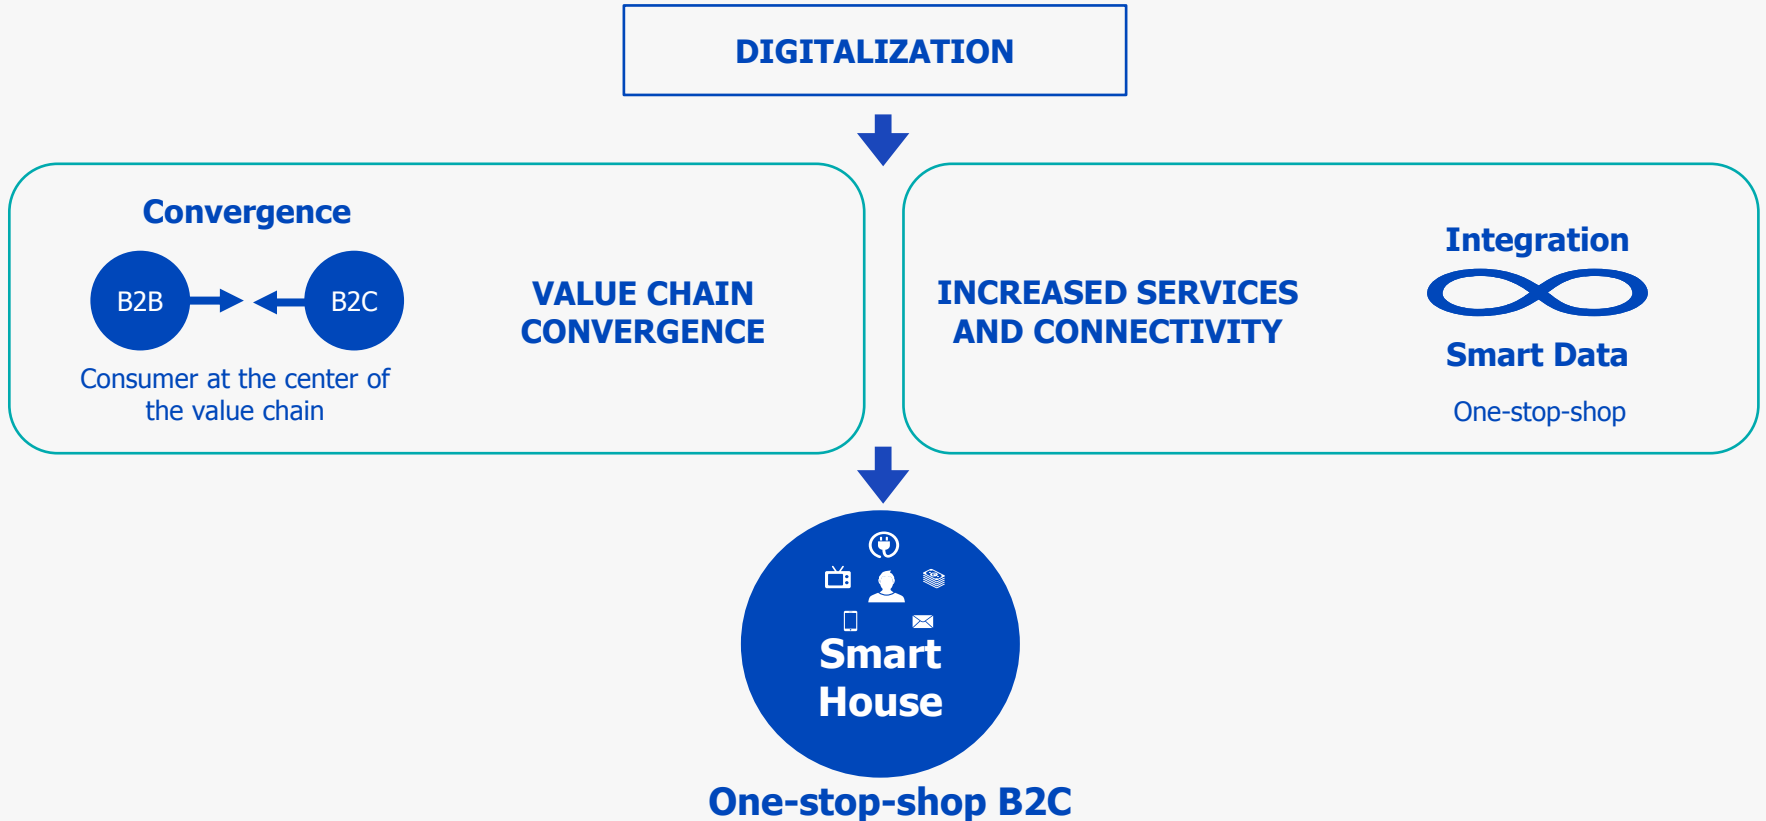 DIGITALIZATION
Convergence
B2B
B2C
Consumer at the center of
the value chain
VALUE CHAIN
CONVERGENCE
INCREASED SERVICES
AND CONNECTIVITY
Integration
Smart Data
One-stop-shop
Smart
House
One-stop-shop B2C